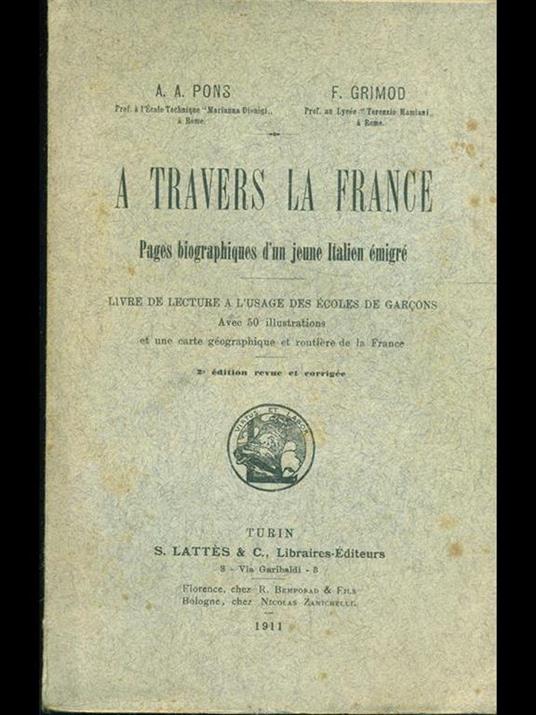 A. A. PONS
Prof. à l'École Technique "Marianna Dionigi„
à Rome.
F. GRIMOD
Prof. au Lycée "Terenzio Mamiani„
à Rome.
A TRAVERS LA FRANCE
Pages biographiques d'un jeune Italien émigré
LIVRE DE LECTURE A L'USAGE DES ÉCOLES DE GARÇONS
Avec 50 illustrations
et une carte géographique et routière de la France
2e édition revue et corrigée
VIRTUS ET LABOR
TURIN
S. LATTÈS & C., Libraires-Éditeurs
3 - Via Garibaldi - 3
Florence, chez R. BEMPORAD & FILS
Bologne, chez NICOLAS ZANICHELLI.
1911